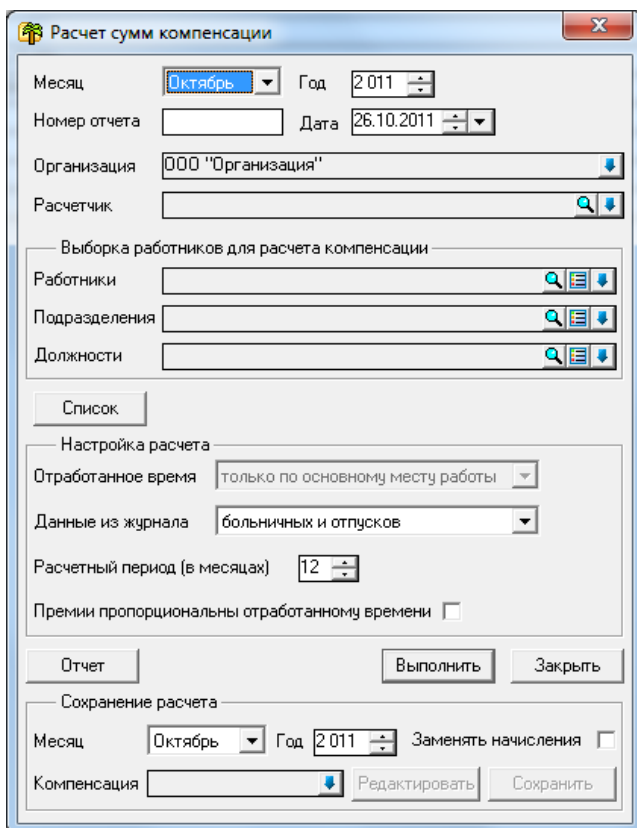 Расчет сумм компенсации
Месяц Октябрь Год 2 011
Номер отчета Дата 26.10.2011
Организация ООО "Организация"
Расчетчик
Выборка работников для расчета компенсации
Работники
Подразделения
Должности
Список
Настройка расчета
Отработанное время только по основному месту работы
Данные из журнала больничных и отпусков
Расчетный период (в месяцах) 12
Премии пропорциональны отработанному времени
Отчет Выполнить Закрыть
Сохранение расчета
Месяц Октябрь Год 2 011 Заменять начисления
Компенсация Редактировать Сохранить